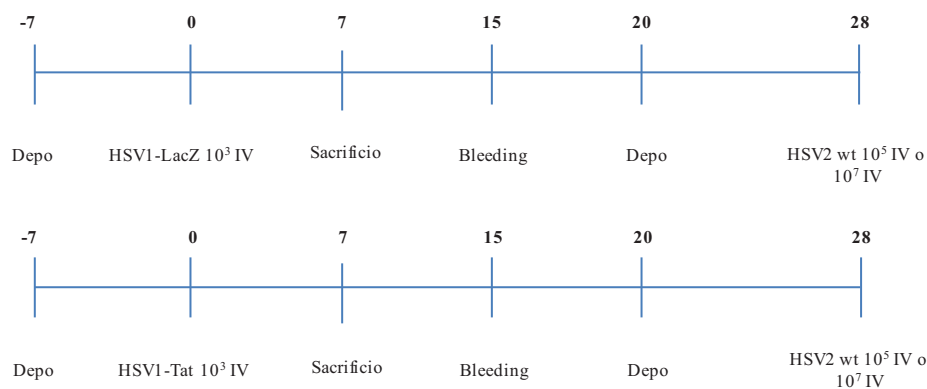 -7 0 7 15 20 28
Depo HSV1-LacZ 10³ IV Sacrificio Bleeding Depo HSV2 wt 10⁵ IV o
10⁷ IV
-7 0 7 15 20 28
Depo HSV1-Tat 10³ IV Sacrificio Bleeding Depo HSV2 wt 10⁵ IV o
10⁷ IV